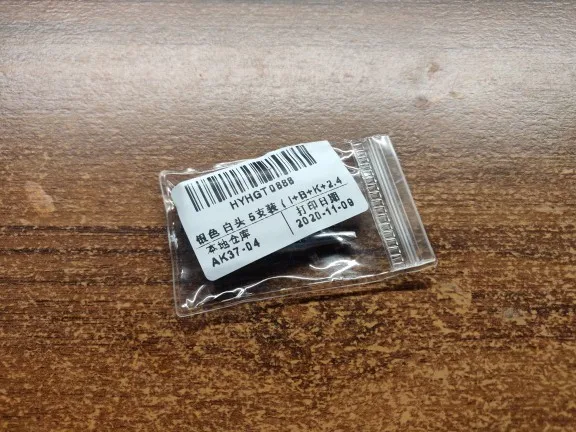 HYHGT0888
银色 白头 5支装 ( I+B+K+2.4
本地仓库
打印日期
AK37-04
2020-11-09